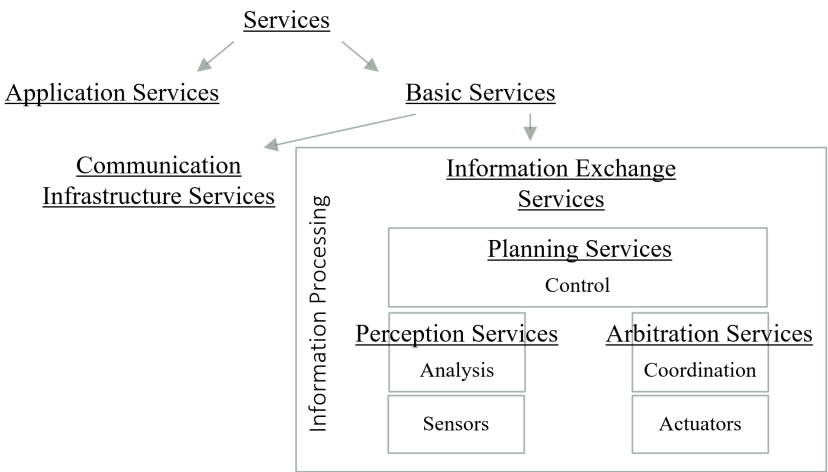 Services
Application Services
Basic Services
Communication
Infrastructure Services
Information Exchange
Services
Information Processing
Planning Services
Control
Perception Services
Arbitration Services
Analysis
Coordination
Sensors
Actuators